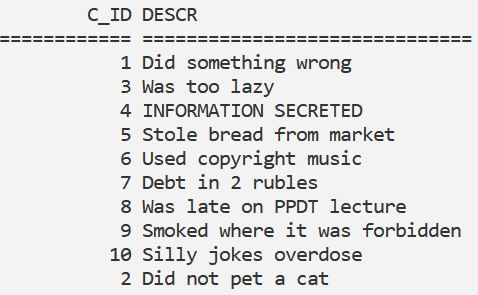 C_ID DESCR
============ ==============================
1 Did something wrong
3 Was too lazy
4 INFORMATION SECRETED
5 Stole bread from market
6 Used copyright music
7 Debt in 2 rubles
8 Was late on PPDT lecture
9 Smoked where it was forbidden
10 Silly jokes overdose
2 Did not pet a cat